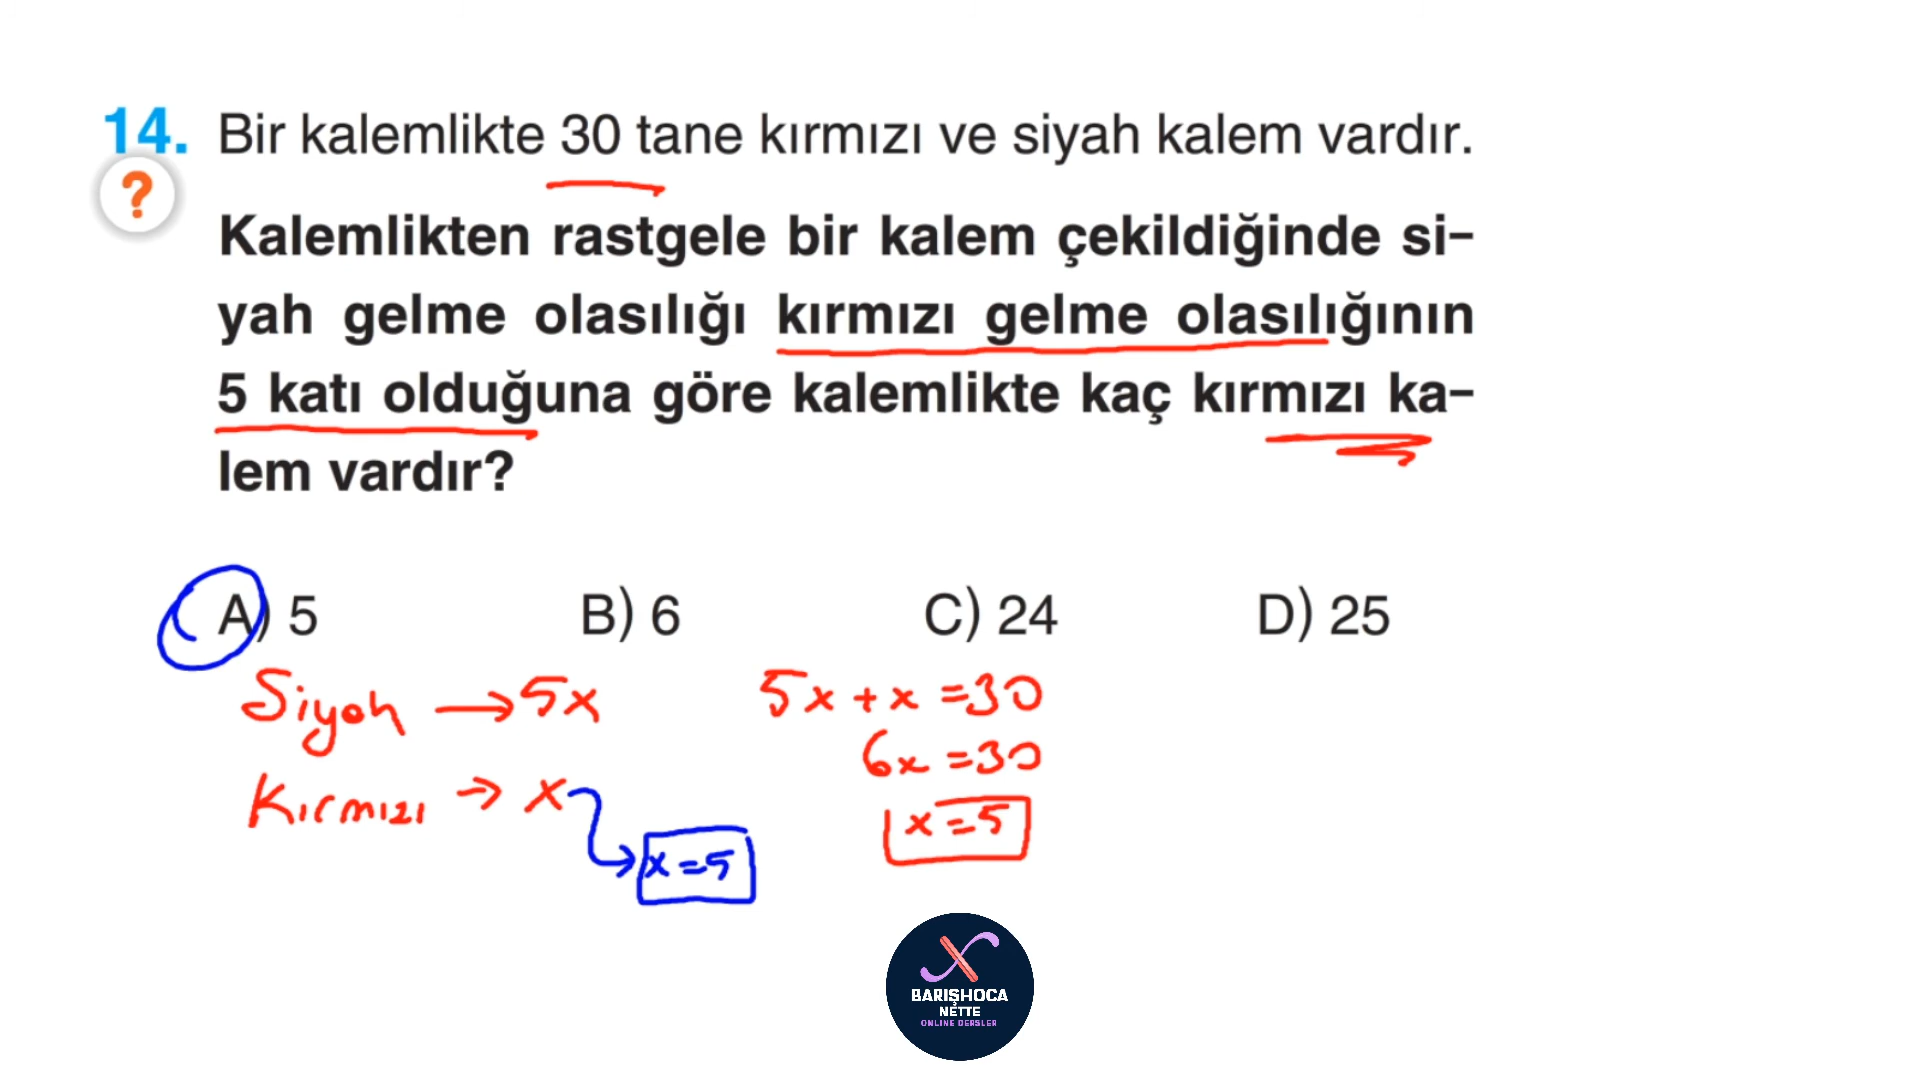 14. Bir kalemlikte 30 tane kırmızı ve siyah kalem vardır.
?
Kalemlikten rastgele bir kalem çekildiğinde si-
yah gelme olasılığı kırmızı gelme olasılığının
5 katı olduğuna göre kalemlikte kaç kırmızı ka-
lem vardır?
A) 5 B) 6 C) 24 D) 25
Siyah → 5x 5x + x = 30
6x = 30
Kırmızı → x x = 5
x = 5
BARIŞHOCA
NETTE
ONLINE DERSLER